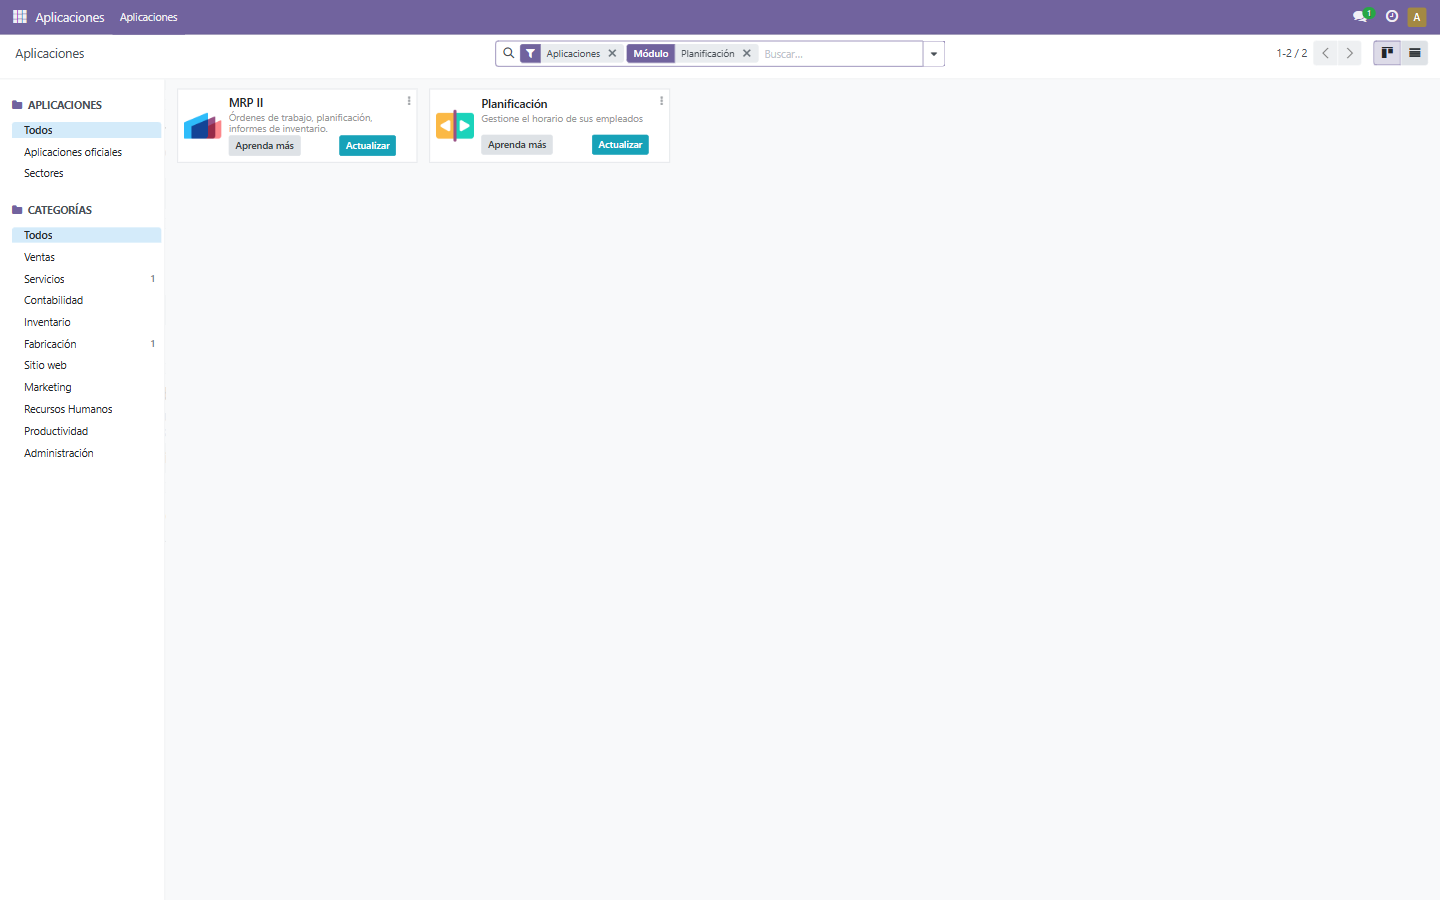 Aplicaciones Aplicaciones 1 A
Aplicaciones Aplicaciones Módulo Planificación Buscar... 1-2 / 2
APLICACIONES
Todos
Aplicaciones oficiales
Sectores
CATEGORÍAS
Todos
Ventas
Servicios 1
Contabilidad
Inventario
Fabricación 1
Sitio web
Marketing
Recursos Humanos
Productividad
Administración
MRP II
Órdenes de trabajo, planificación,
informes de inventario.
Aprenda más Actualizar
Planificación
Gestione el horario de sus empleados
Aprenda más Actualizar